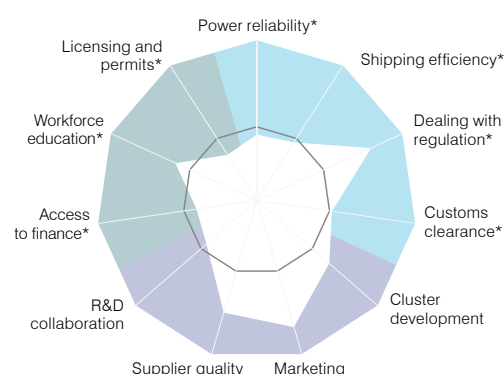 Power reliability*
Licensing and
permits*
Shipping efficiency*
Workforce
education*
Dealing with
regulation*
Access
to finance*
Customs
clearance*
R&D
collaboration
Cluster
development
Supplier quality
Marketing